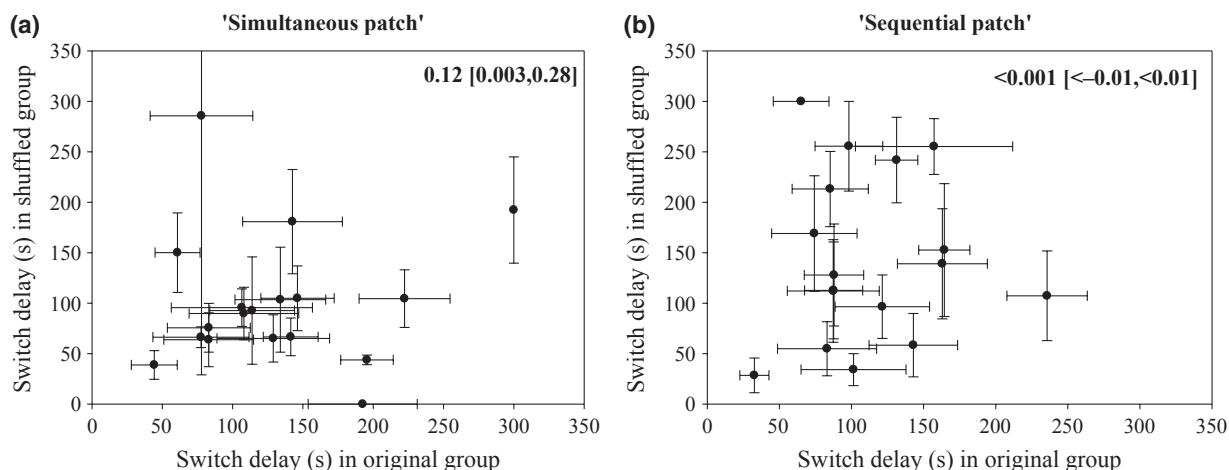 (a) 'Simultaneous patch'
0.12 [0.003,0.28]
Switch delay (s) in shuffled group
350
300
250
200
150
100
50
0
0 50 100 150 200 250 300 350
Switch delay (s) in original group
(b) 'Sequential patch'
<0.001 [<–0.01,<0.01]
Switch delay (s) in shuffled group
350
300
250
200
150
100
50
0
0 50 100 150 200 250 300 350
Switch delay (s) in original group